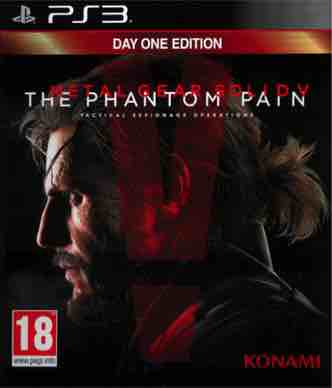 PS3
DAY ONE EDITION
METAL GEAR SOLID V
THE PHANTOM PAIN
TACTICAL ESPIONAGE OPERATIONS
18
www.pegi.info
KONAMI